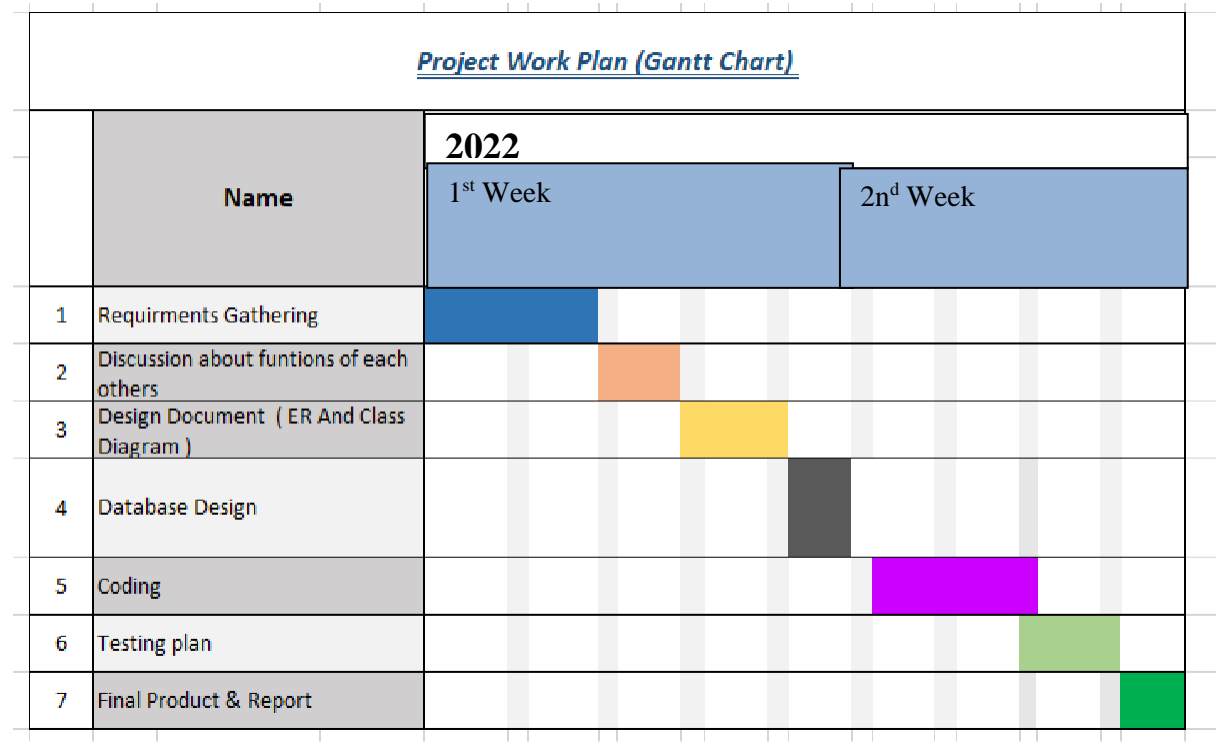 Project Work Plan (Gantt Chart)
2022
Name
1st Week
2nd Week
1
Requirments Gathering
2
Discussion about funtions of each
others
3
Design Document ( ER And Class
Diagram )
4
Database Design
5
Coding
6
Testing plan
7
Final Product & Report